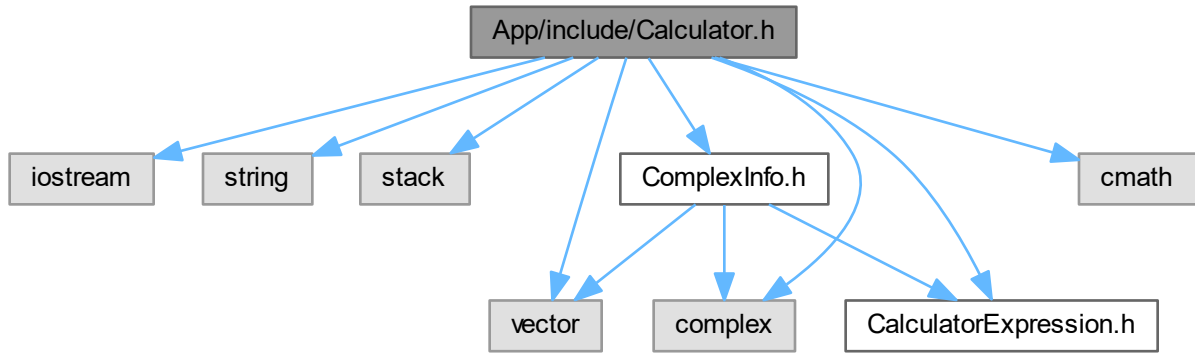 App/include/Calculator.h
iostream
string
stack
ComplexInfo.h
cmath
vector
complex
CalculatorExpression.h